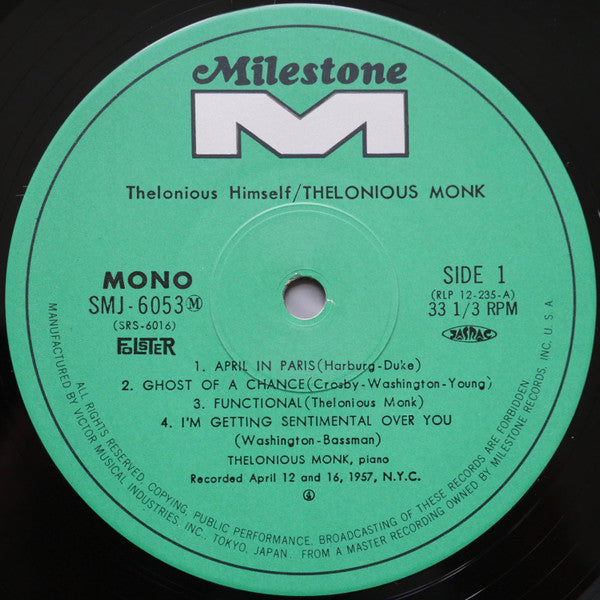 Milestone
M
Thelonious Himself/THELONIOUS MONK
MONO
SMJ-6053 Ⓜ
(SRS-6016)
FOLSTER
SIDE 1
(RLP 12-235-A)
33 1/3 RPM
JASRAC
1. APRIL IN PARIS (Harburg-Duke)
2. GHOST OF A CHANCE (Crosby-Washington-Young)
3. FUNCTIONAL (Thelonious Monk)
4. I'M GETTING SENTIMENTAL OVER YOU
(Washington-Bassman)
THELONIOUS MONK, piano
Recorded April 12 and 16, 1957, N.Y.C.
MANUFACTURED BY VICTOR MUSICAL INDUSTRIES, INC. TOKYO, JAPAN. FROM A MASTER RECORDING OWNED BY MILESTONE RECORDS, INC. U.S.A
ALL RIGHTS RESERVED. COPYING, PUBLIC PERFORMANCE, BROADCASTING OF THESE RECORDS ARE FORBIDDEN